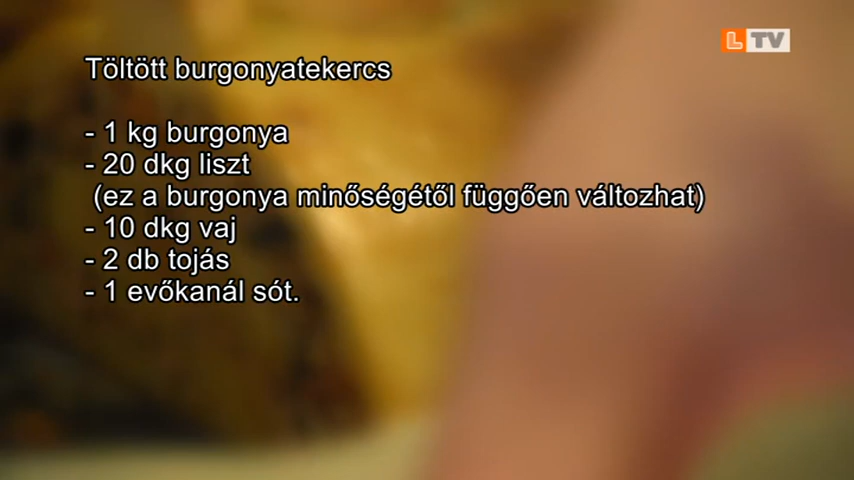 LTV
Töltött burgonyatekercs
- 1 kg burgonya
- 20 dkg liszt
(ez a burgonya minőségétől függően változhat)
- 10 dkg vaj
- 2 db tojás
- 1 evőkanál sót.